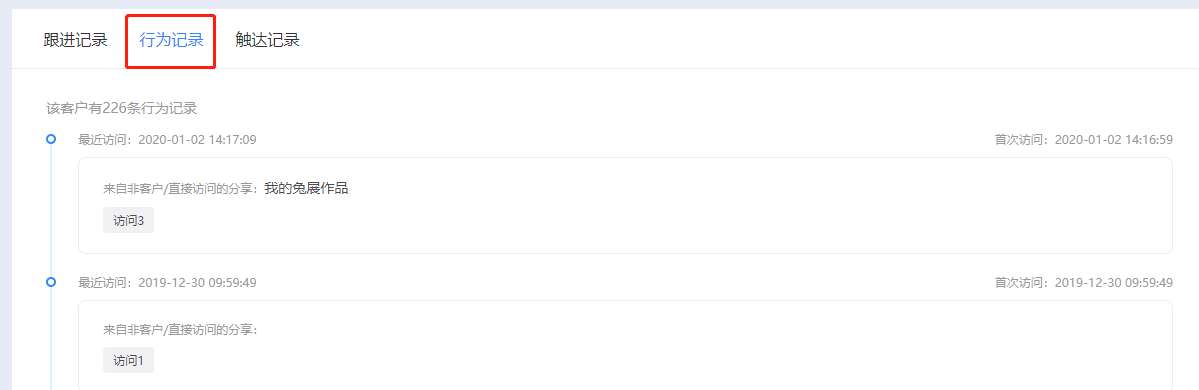 跟进记录 行为记录 触达记录
该客户有226条行为记录
最近访问：2020-01-02 14:17:09 首次访问：2020-01-02 14:16:59
来自非客户/直接访问的分享：我的兔展作品
访问3
最近访问：2019-12-30 09:59:49 首次访问：2019-12-30 09:59:49
来自非客户/直接访问的分享：
访问1